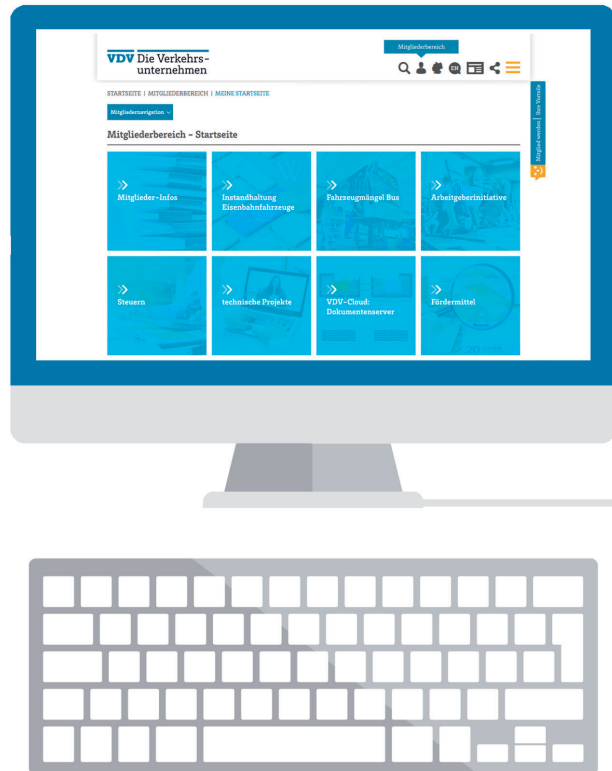 Mitgliederbereich
VDV Die Verkehrs-
unternehmen
EN
STARTSEITE | MITGLIEDERBEREICH | MEINE STARTSEITE
Mitgliedernavigation
Mitglied werden | Ihre Vorteile
Mitgliederbereich – Startseite
Mitglieder-Infos
Instandhaltung
Eisenbahnfahrzeuge
Fahrzeugmängel Bus
Arbeitgeberinitiative
Steuern
technische Projekte
VDV-Cloud:
Dokumentenserver
Fördermittel
20